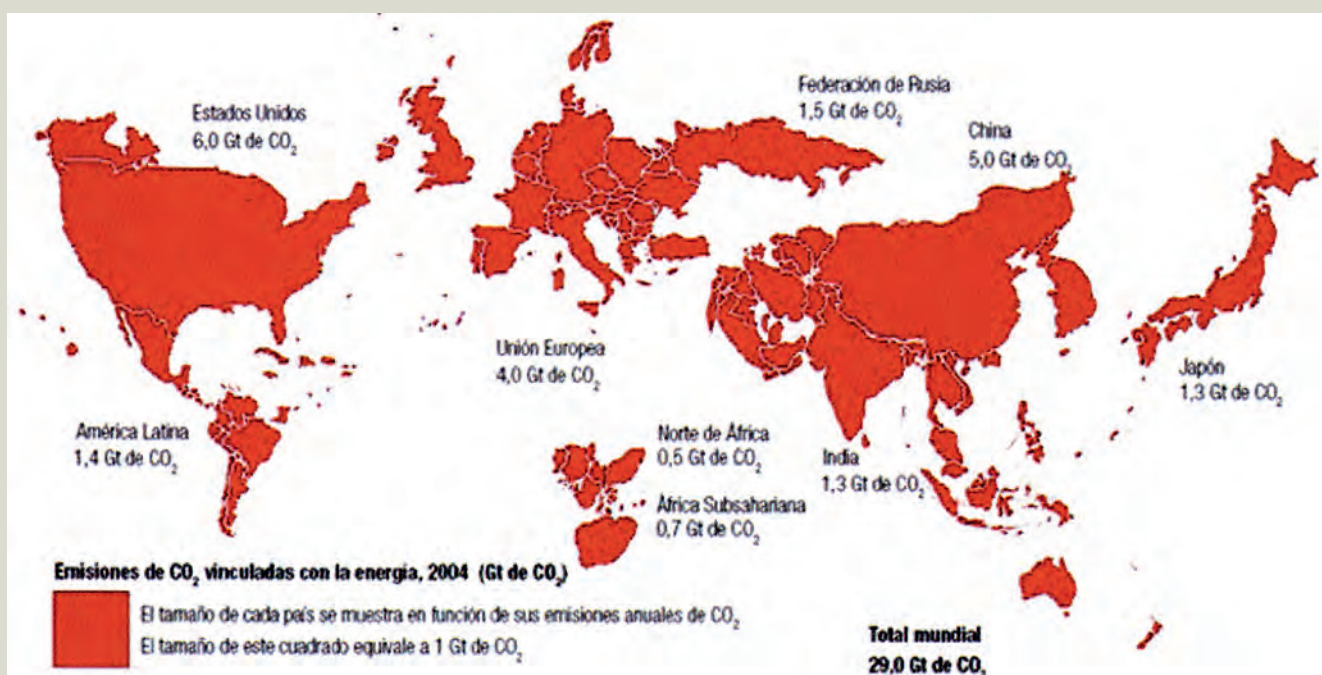 Estados Unidos
6,0 Gt de CO₂
Federación de Rusia
1,5 Gt de CO₂
China
5,0 Gt de CO₂
Unión Europea
4,0 Gt de CO₂
Japón
1,3 Gt de CO₂
América Latina
1,4 Gt de CO₂
Norte de África
0,5 Gt de CO₂
India
1,3 Gt de CO₂
África Subsahariana
0,7 Gt de CO₂
Emisiones de CO₂ vinculadas con la energía, 2004 (Gt de CO₂)
El tamaño de cada país se muestra en función de sus emisiones anuales de CO₂
El tamaño de este cuadrado equivale a 1 Gt de CO₂
Total mundial
29,0 Gt de CO₂